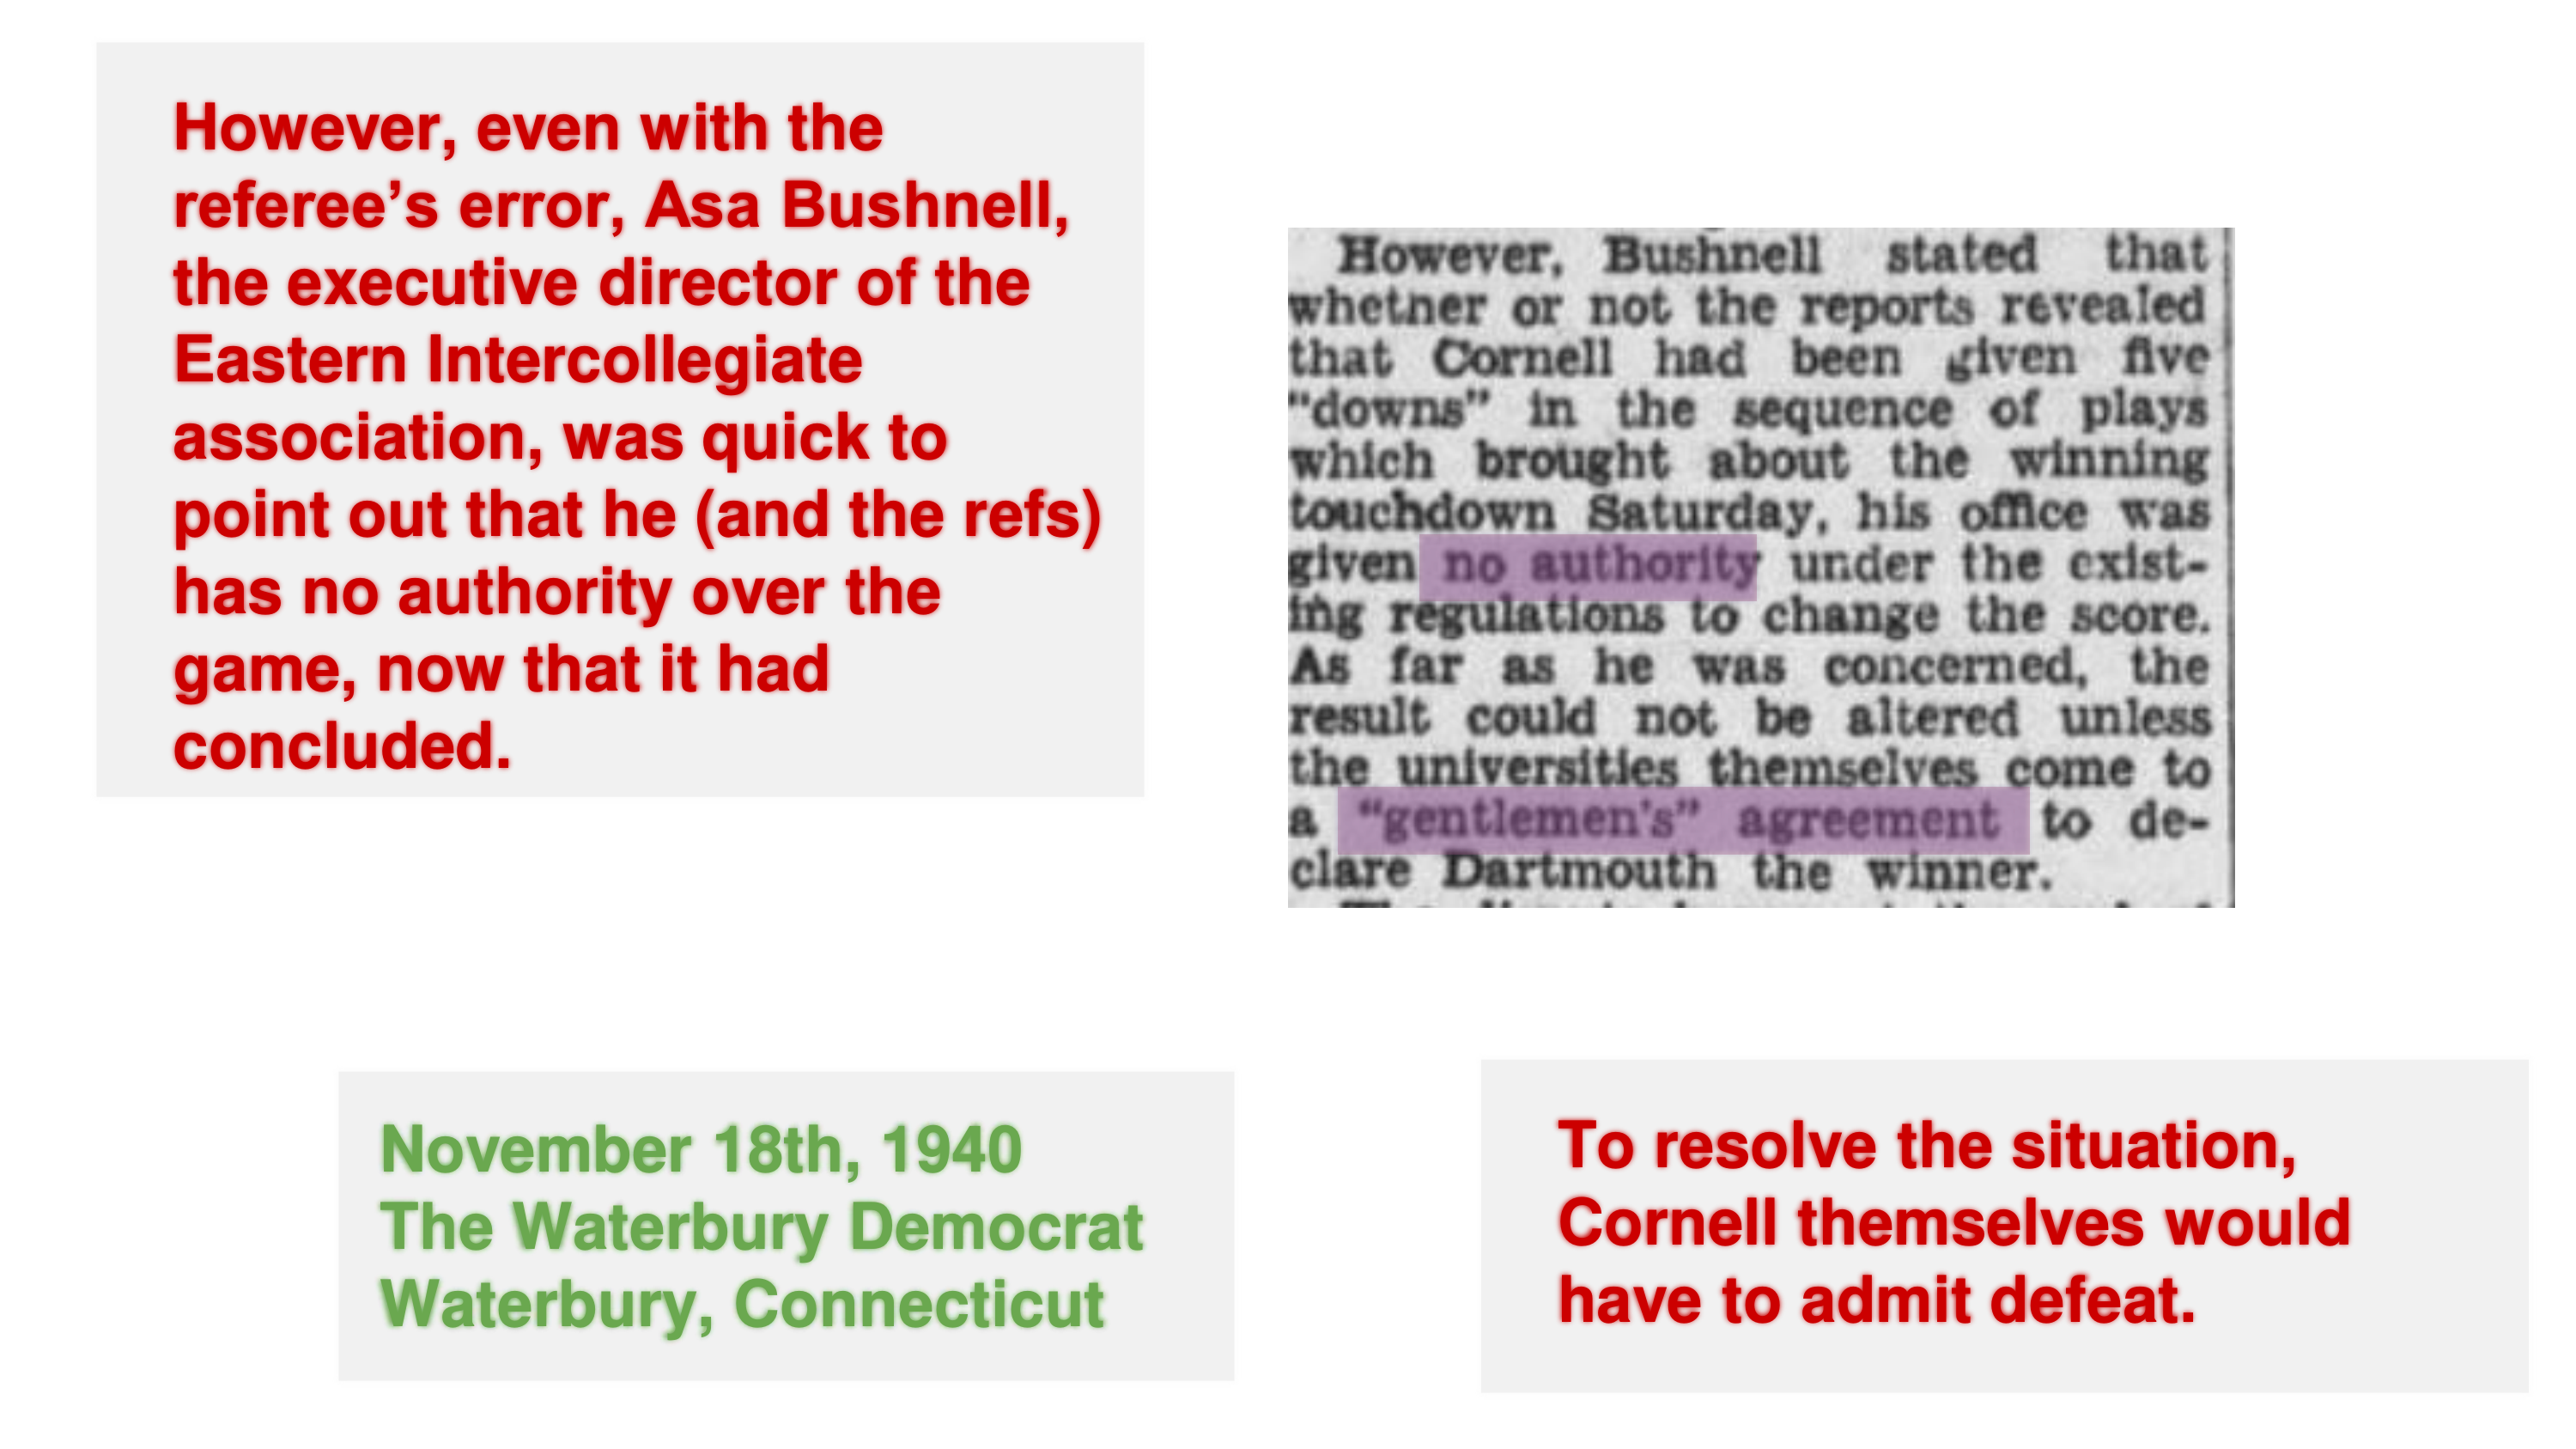 However, even with the
referee’s error, Asa Bushnell,
the executive director of the
Eastern Intercollegiate
association, was quick to
point out that he (and the refs)
has no authority over the
game, now that it had
concluded.
However, Bushnell stated that
whether or not the reports revealed
that Cornell had been given five
"downs" in the sequence of plays
which brought about the winning
touchdown Saturday, his office was
given no authority under the exist-
ing regulations to change the score.
As far as he was concerned, the
result could not be altered unless
the universities themselves come to
a "gentlemen's" agreement to de-
clare Dartmouth the winner.
November 18th, 1940
The Waterbury Democrat
Waterbury, Connecticut
To resolve the situation,
Cornell themselves would
have to admit defeat.